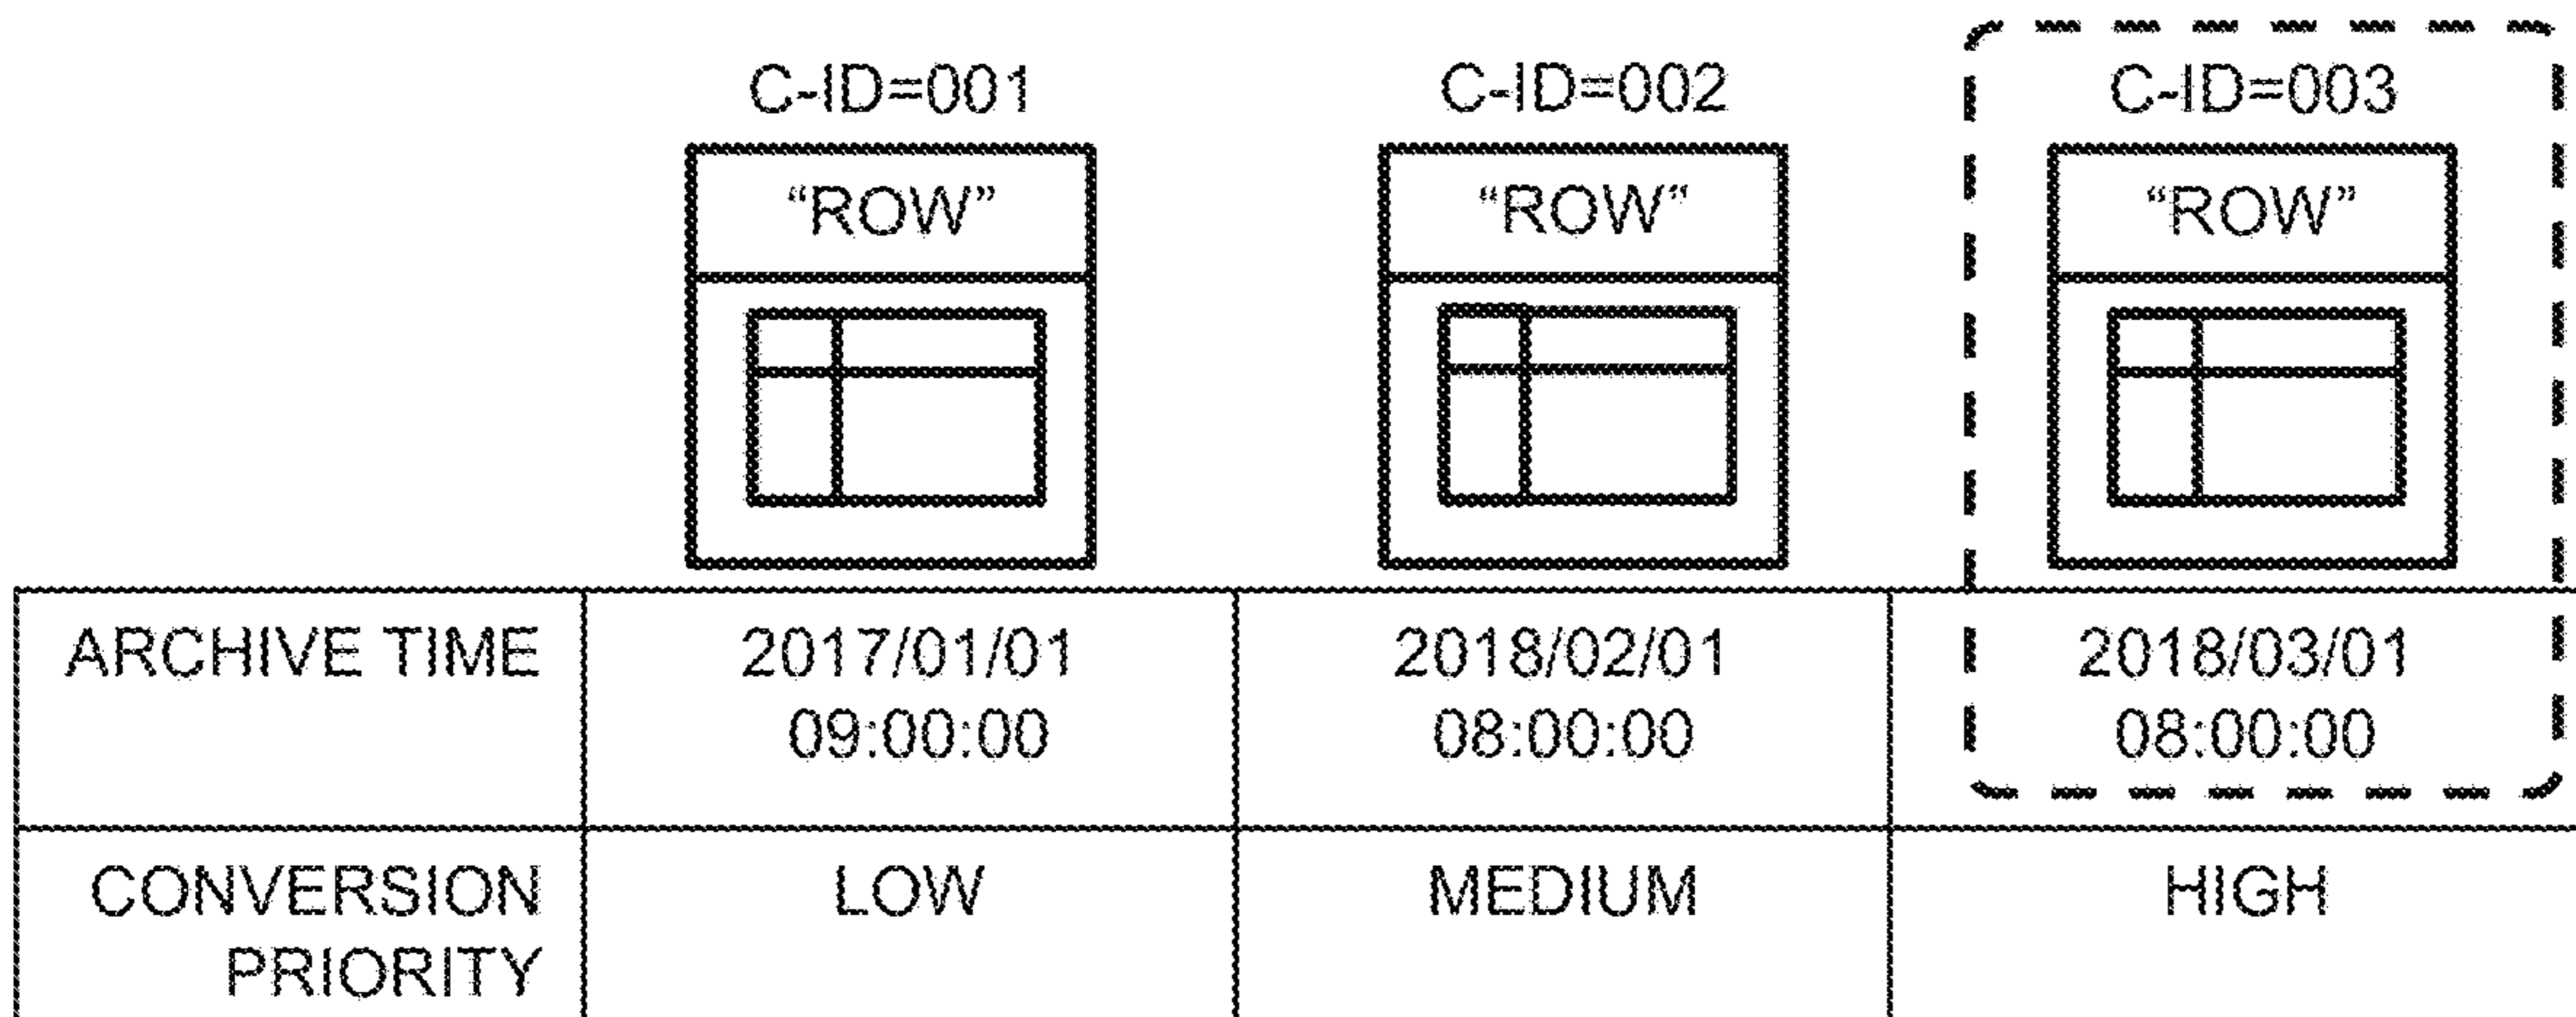 C-ID=001
C-ID=002
C-ID=003
“ROW”
“ROW”
“ROW”
ARCHIVE TIME
2017/01/01
09:00:00
2018/02/01
08:00:00
2018/03/01
08:00:00
CONVERSION
PRIORITY
LOW
MEDIUM
HIGH